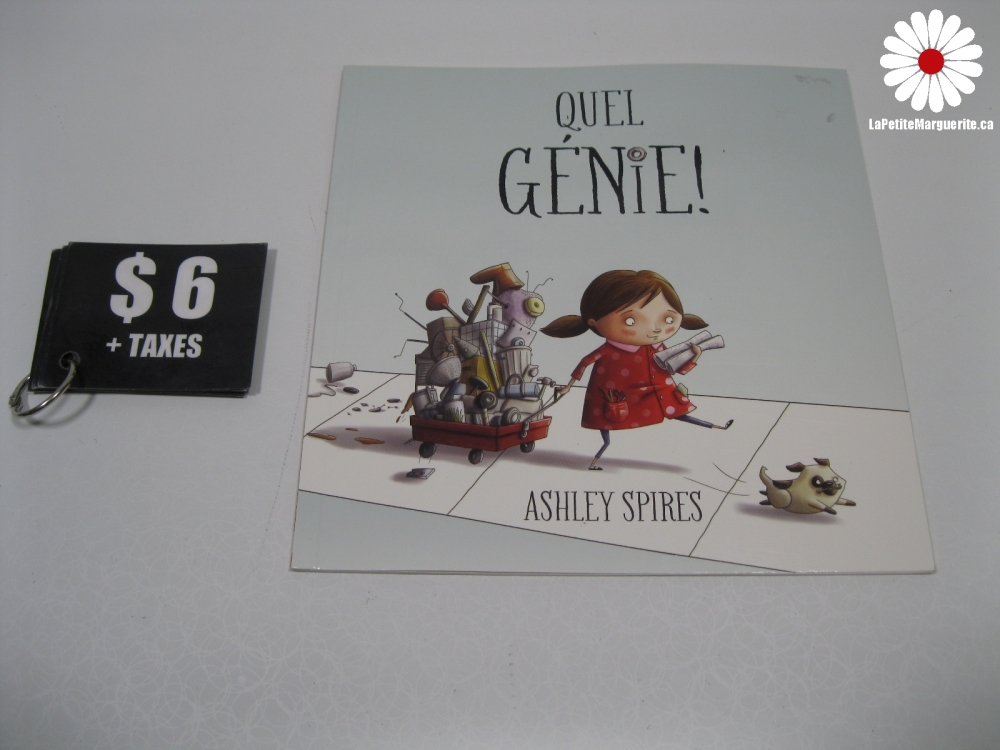 LaPetiteMarguerite.ca
QUEL
GÉNiE!
$ 6
+ TAXES
ASHLEY SPIRES